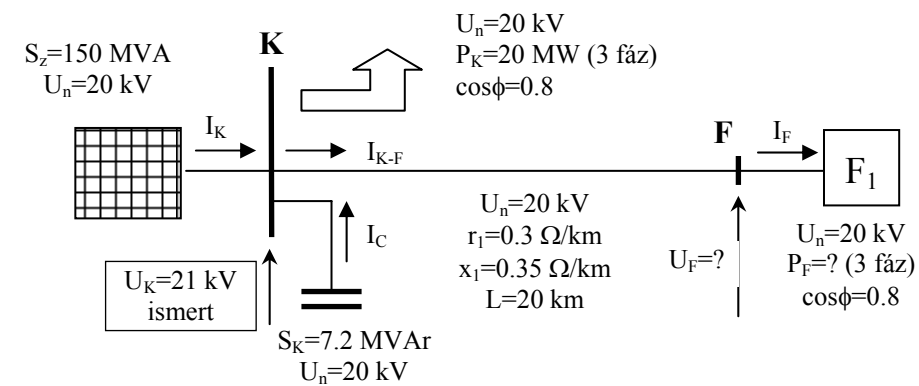 S_z=150 MVA
U_n=20 kV
K
U_n=20 kV
P_K=20 MW (3 fáz)
cosϕ=0.8
I_K
I_K-F
I_C
F
I_F
F_1
U_n=20 kV
r_1=0.3 Ω/km
x_1=0.35 Ω/km
L=20 km
U_F=?
U_n=20 kV
P_F=? (3 fáz)
cosϕ=0.8
U_K=21 kV
ismert
S_K=7.2 MVAr
U_n=20 kV